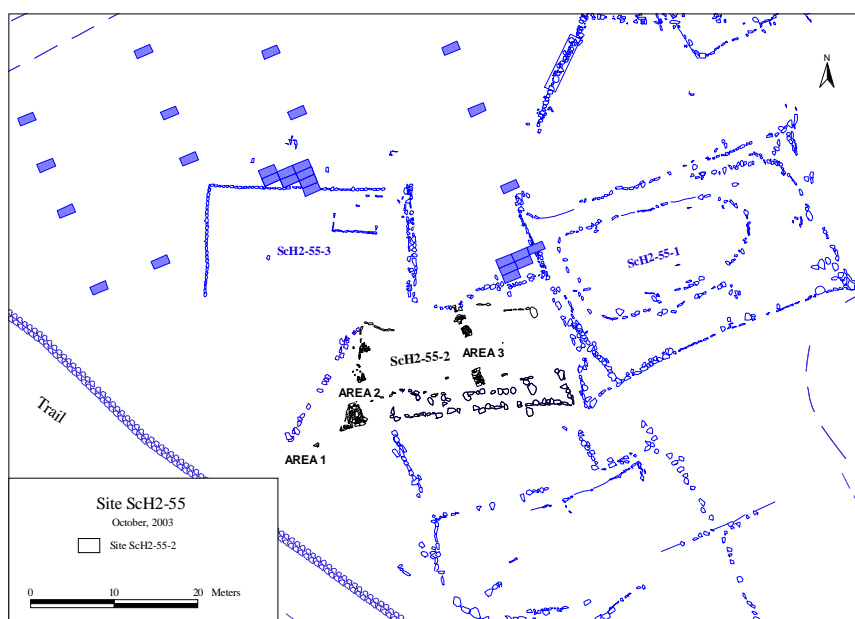 N
ScH2-55-3
ScH2-55-1
ScH2-55-2
AREA 3
AREA 2
AREA 1
Trail
Site ScH2-55
October, 2003
Site ScH2-55-2
0 10 20 Meters